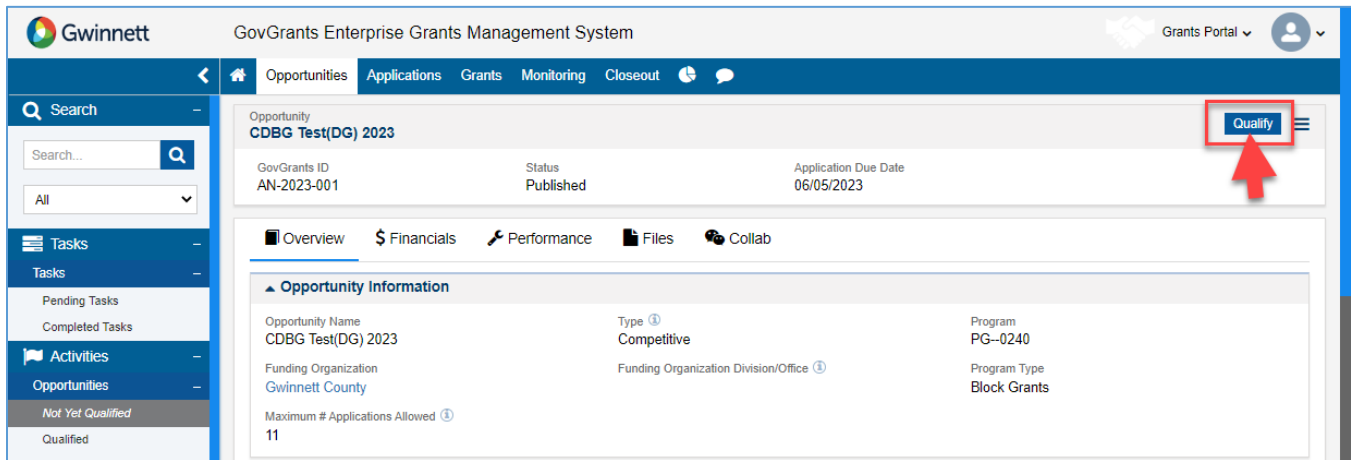 Gwinnett
GovGrants Enterprise Grants Management System
Grants Portal
Opportunities Applications Grants Monitoring Closeout
Search
Search...
All
Tasks
Tasks
Pending Tasks
Completed Tasks
Activities
Opportunities
Not Yet Qualified
Qualified
Opportunity
CDBG Test(DG) 2023
Qualify
GovGrants ID Status Application Due Date
AN-2023-001 Published 06/05/2023
Overview $ Financials Performance Files Collab
Opportunity Information
Opportunity Name Type Program
CDBG Test(DG) 2023 Competitive PG--0240
Funding Organization Funding Organization Division/Office Program Type
Gwinnett County Block Grants
Maximum # Applications Allowed
11